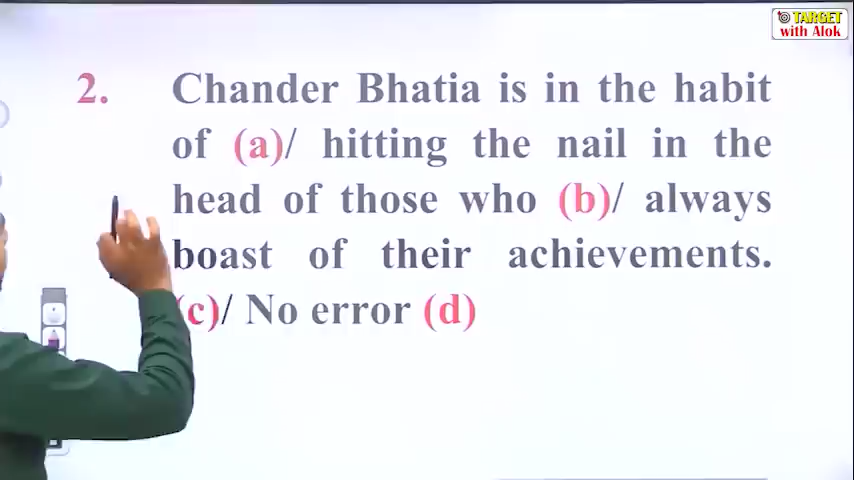 TARGET
with Alok
2. Chander Bhatia is in the habit
of (a)/ hitting the nail in the
head of those who (b)/ always
boast of their achievements.
(c)/ No error (d)